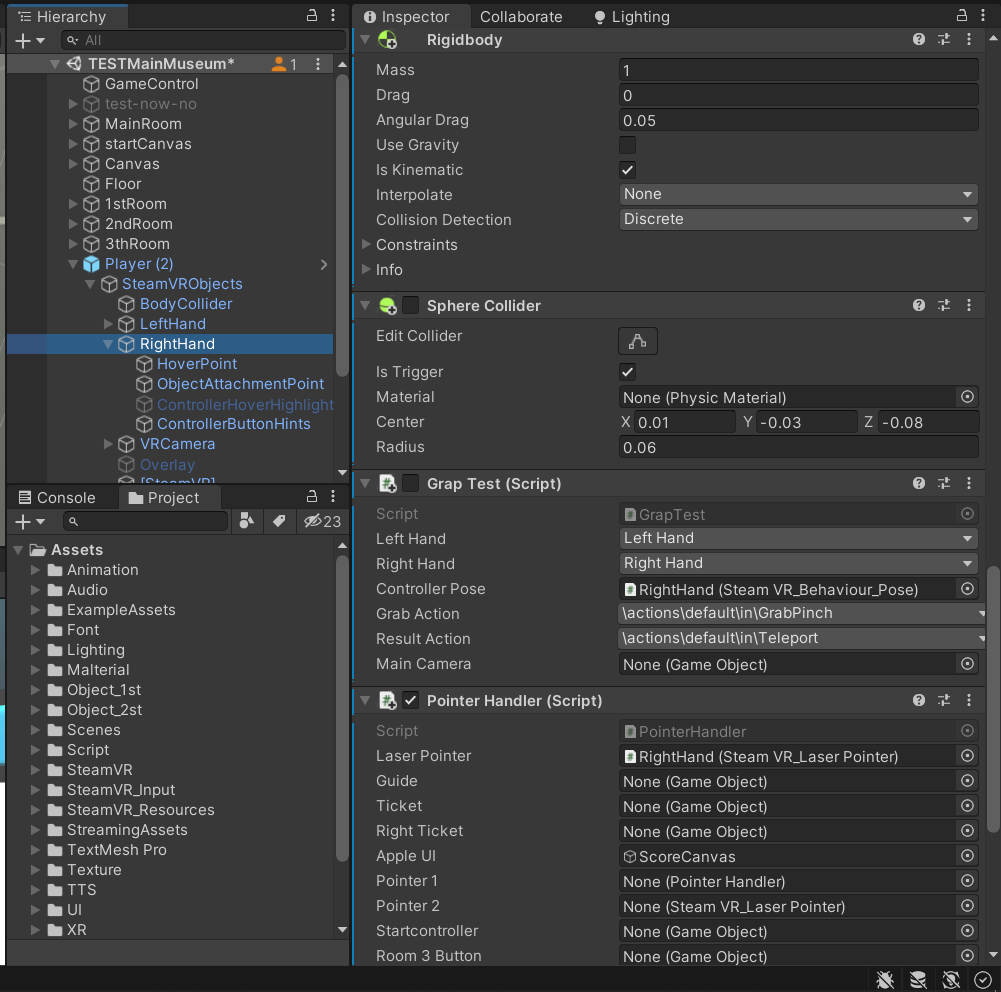 Hierarchy
All
TESTMainMuseum* 1
GameControl
test-now-no
MainRoom
startCanvas
Canvas
Floor
1stRoom
2ndRoom
3thRoom
Player (2)
SteamVRObjects
BodyCollider
LeftHand
RightHand
HoverPoint
ObjectAttachmentPoint
ControllerHoverHighlight
ControllerButtonHints
VRCamera
Overlay
[SteamVR]
Console Project
23
Assets
Animation
Audio
ExampleAssets
Font
Lighting
Malterial
Object_1st
Object_2st
Scenes
Script
SteamVR
SteamVR_Input
SteamVR_Resources
StreamingAssets
TextMesh Pro
Texture
TTS
UI
XR
Inspector Collaborate Lighting
Rigidbody
Mass 1
Drag 0
Angular Drag 0.05
Use Gravity
Is Kinematic
Interpolate None
Collision Detection Discrete
Constraints
Info
Sphere Collider
Edit Collider
Is Trigger
Material None (Physic Material)
Center X 0.01 Y -0.03 Z -0.08
Radius 0.06
Grap Test (Script)
Script GrapTest
Left Hand Left Hand
Right Hand Right Hand
Controller Pose RightHand (Steam VR_Behaviour_Pose)
Grab Action \actions\default\in\GrabPinch
Result Action \actions\default\in\Teleport
Main Camera None (Game Object)
Pointer Handler (Script)
Script PointerHandler
Laser Pointer RightHand (Steam VR_Laser Pointer)
Guide None (Game Object)
Ticket None (Game Object)
Right Ticket None (Game Object)
Apple UI ScoreCanvas
Pointer 1 None (Pointer Handler)
Pointer 2 None (Steam VR_Laser Pointer)
Startcontroller None (Game Object)
Room 3 Button None (Game Object)